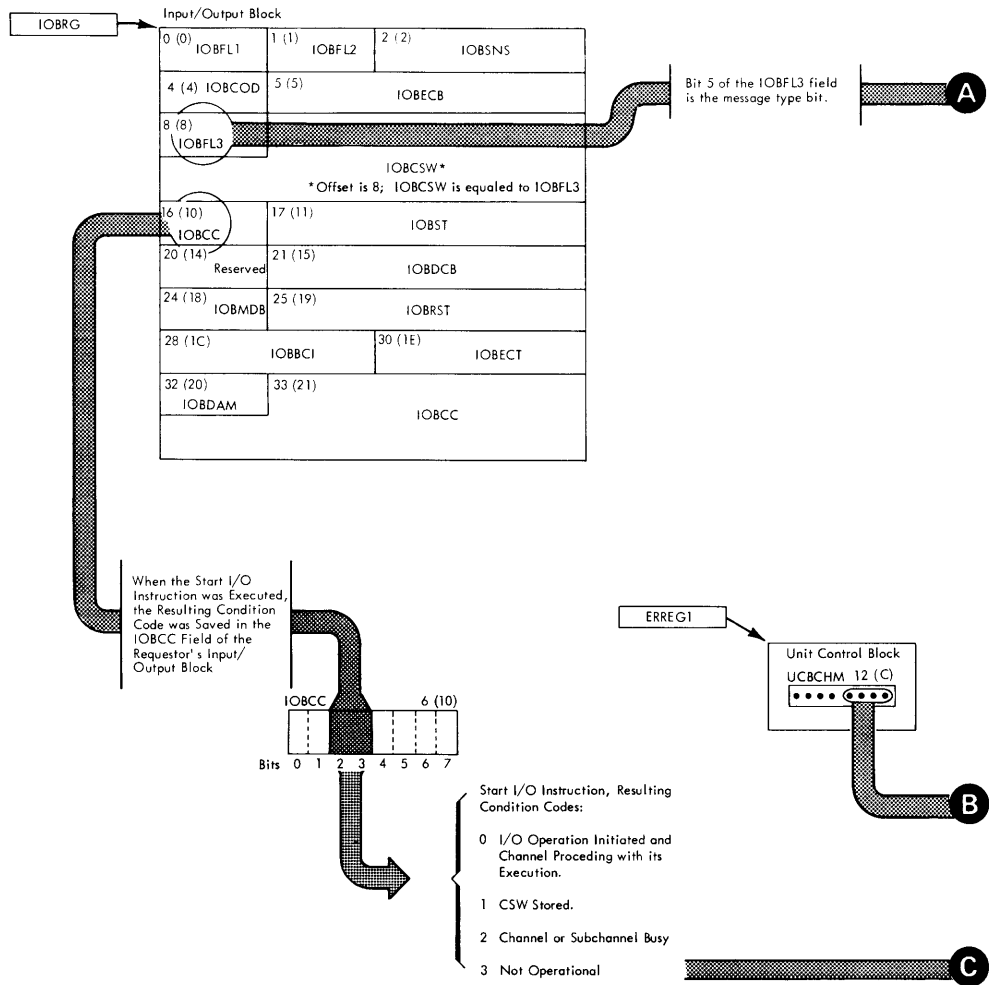 Input/Output Block
IOBRG
0 (0) IOBFL1
1 (1) IOBFL2
2 (2) IOBSNS
4 (4) IOBCOD
5 (5) IOBECB
8 (8) IOBFL3
Bit 5 of the IOBFL3 field
is the message type bit.
A
IOBCSW*
*Offset is 8; IOBCSW is equaled to IOBFL3
16 (10) IOBCC
17 (11) IOBST
20 (14) Reserved
21 (15) IOBDCB
24 (18) IOBMDB
25 (19) IOBRST
28 (1C) IOBBCI
30 (1E) IOBECT
32 (20) IOBDAM
33 (21) IOBCC
When the Start I/O
Instruction was Executed,
the Resulting Condition
Code was Saved in the
IOBCC Field of the
Requestor's Input/
Output Block
ERREG1
Unit Control Block
UCBCHM 12 (C)
B
IOBCC 6 (10)
Bits 0 1 2 3 4 5 6 7
Start I/O Instruction, Resulting
Condition Codes:
0 I/O Operation Initiated and
Channel Proceding with its
Execution.
1 CSW Stored.
2 Channel or Subchannel Busy
3 Not Operational
C